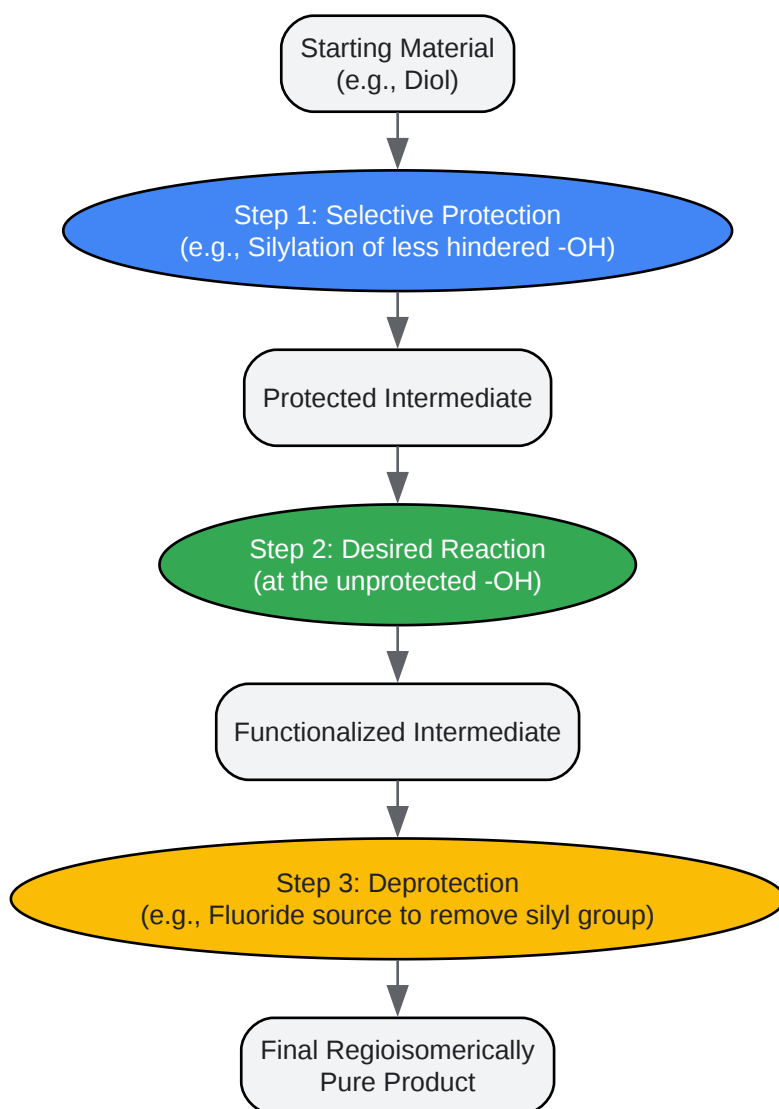 Starting Material
(e.g., Diol)
Step 1: Selective Protection
(e.g., Silylation of less hindered -OH)
Protected Intermediate
Step 2: Desired Reaction
(at the unprotected -OH)
Functionalized Intermediate
Step 3: Deprotection
(e.g., Fluoride source to remove silyl group)
Final Regioisomerically
Pure Product